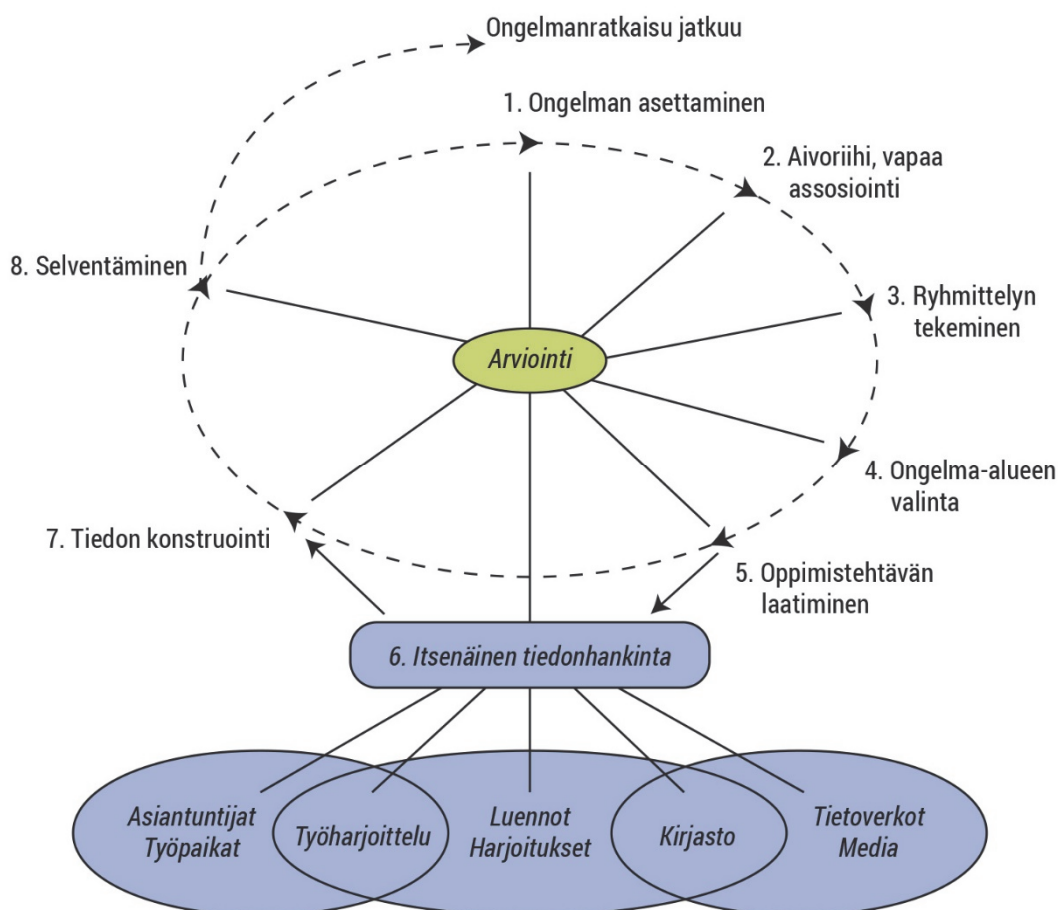 Ongelmanratkaisu jatkuu
1. Ongelman asettaminen
2. Aivoriihi, vapaa
assosiointi
3. Ryhmittelyn
tekeminen
4. Ongelma-alueen
valinta
5. Oppimistehtävän
laatiminen
6. Itsenäinen tiedonhankinta
7. Tiedon konstruointi
8. Selventäminen
Arviointi
Asiantuntijat
Työpaikat
Työharjoittelu
Luennot
Harjoitukset
Kirjasto
Tietoverkot
Media